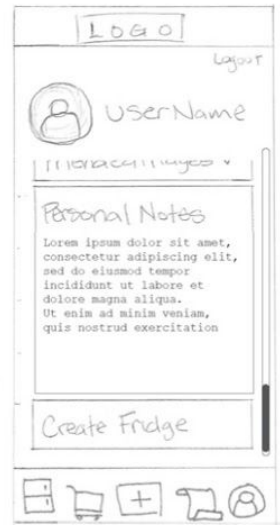 LOGO
Logout
UserName
Personal Notes
Lorem ipsum dolor sit amet,
consectetur adipiscing elit,
sed do eiusmod tempor
incididunt ut labore et
dolore magna aliqua.
Ut enim ad minim veniam,
quis nostrud exercitation
Create Fridge